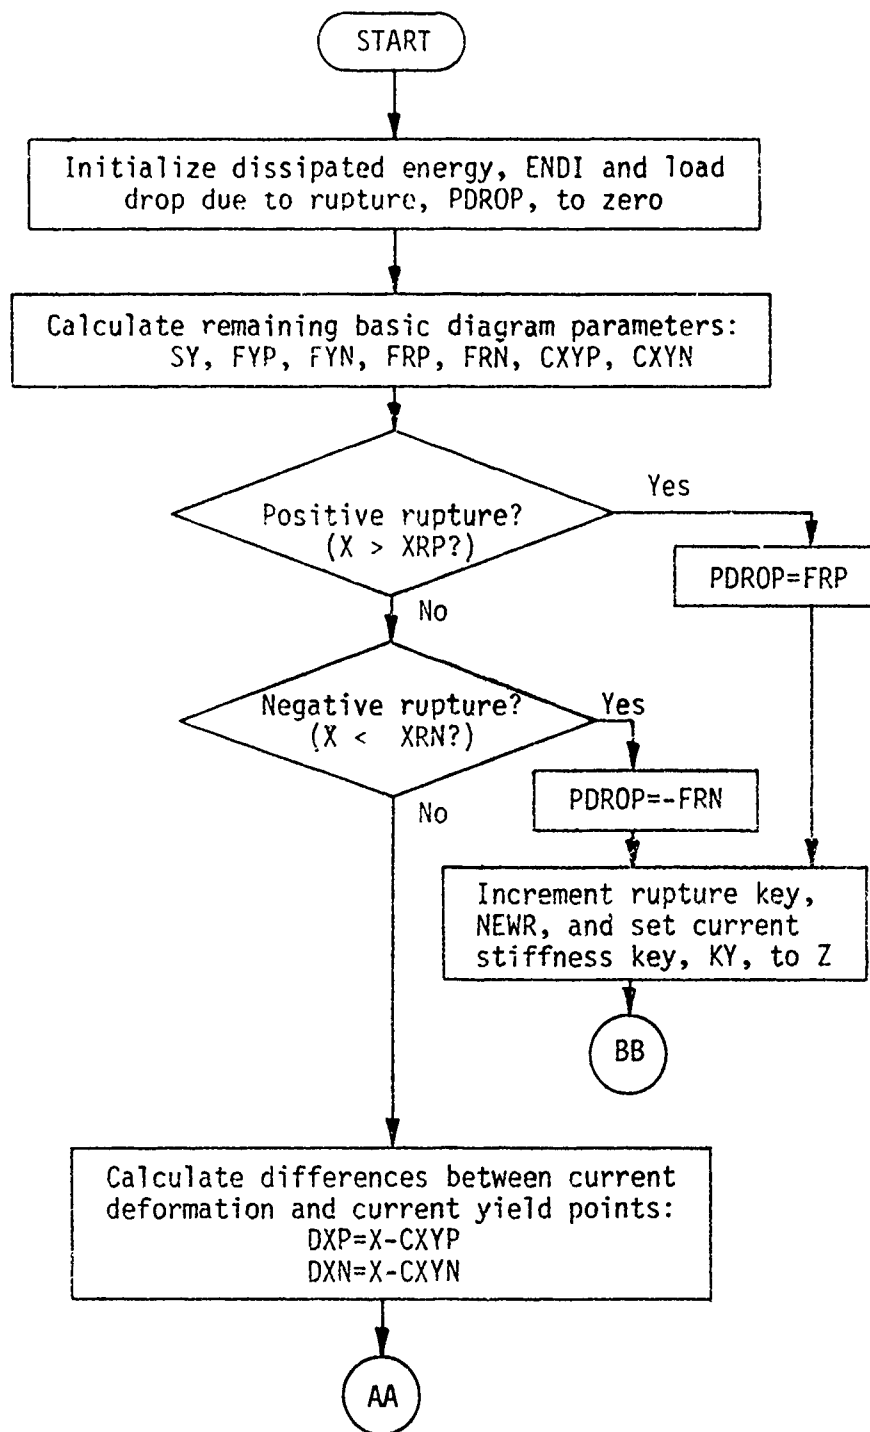 START
Initialize dissipated energy, ENDI and load
drop due to rupture, PDROP, to zero
Calculate remaining basic diagram parameters:
SY, FYP, FYN, FRP, FRN, CXYP, CXYN
Positive rupture?
(X > XRP?)
Yes
PDROP=FRP
No
Negative rupture?
(X < XRN?)
Yes
PDROP=-FRN
No
Increment rupture key,
NEWR, and set current
stiffness key, KY, to Z
BB
Calculate differences between current
deformation and current yield points:
DXP=X-CXYP
DXN=X-CXYN
AA